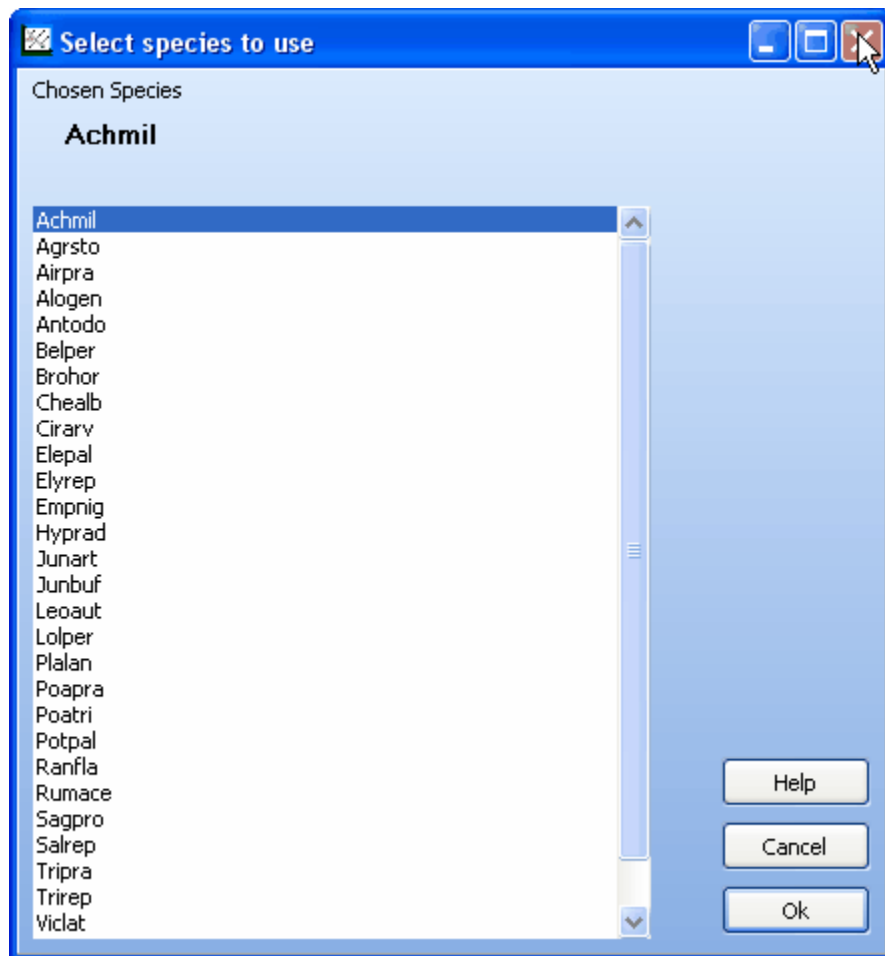 Select species to use
Chosen Species
Achmil
Achmil
Agrsto
Airpra
Alogen
Antodo
Belper
Brohor
Chealb
Cirarv
Elepal
Elyrep
Empnig
Hyprad
Junart
Junbuf
Leoaut
Lolper
Plalan
Poapra
Poatri
Potpal
Ranfla
Rumace
Sagpro
Salrep
Tripra
Trirep
Viclat
Help
Cancel
Ok